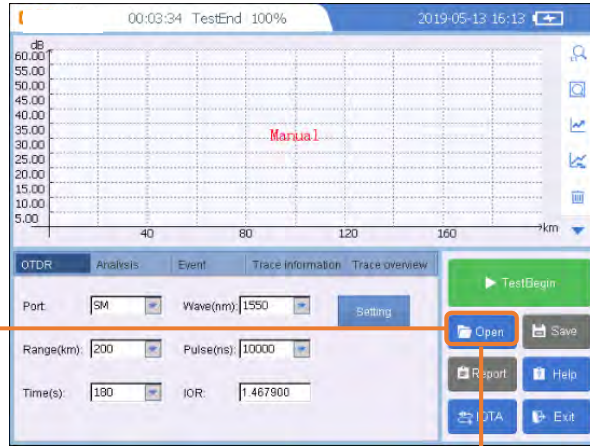 00:03:34 TestEnd 100% 2019-05-13 16:13
dB
60.00
55.00
50.00
45.00
40.00
35.00
30.00
25.00
20.00
15.00
10.00
5.00
Manual
40 80 120 160 km
OTDR Analysis Event Trace information Trace overview
Port: SM Wave(nm): 1550 Setting
Range(km): 200 Pulse(ns): 10000
Time(s): 180 IOR: 1.467900
TestBegin
Open Save
Report Help
IOTA Exit